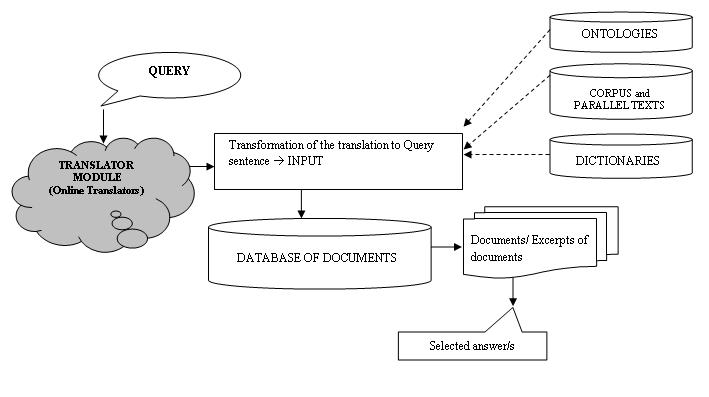 ONTOLOGIES
QUERY
CORPUS and
PARALLEL TEXTS
Transformation of the translation to Query
sentence → INPUT
TRANSLATOR
MODULE
(Online Translators)
DICTIONARIES
DATABASE OF DOCUMENTS
Documents/ Excerpts of
documents
Selected answer/s